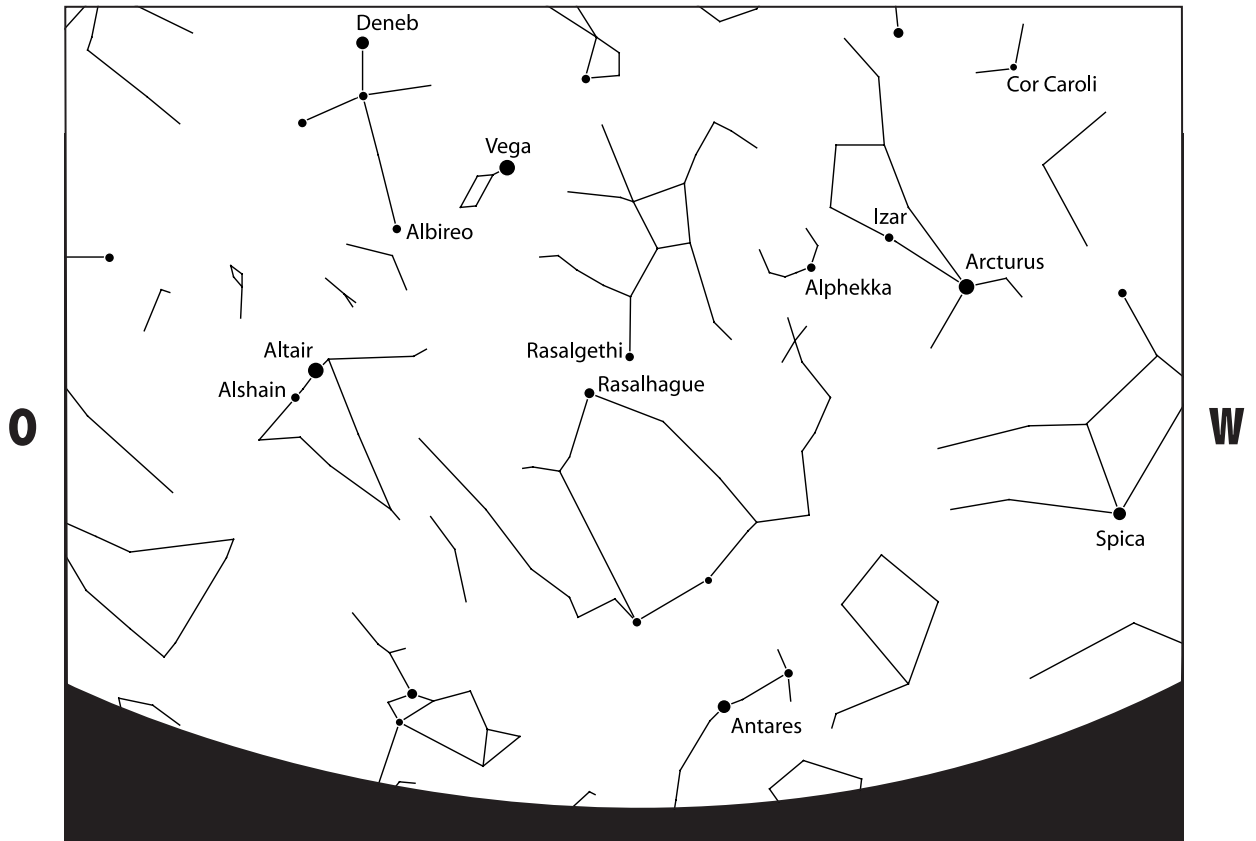 Deneb
Cor Caroli
Vega
Albireo
Izar
Arcturus
Alphekka
Altair
Rasalgethi
Alshain
Rasalhague
O
W
Spica
Antares